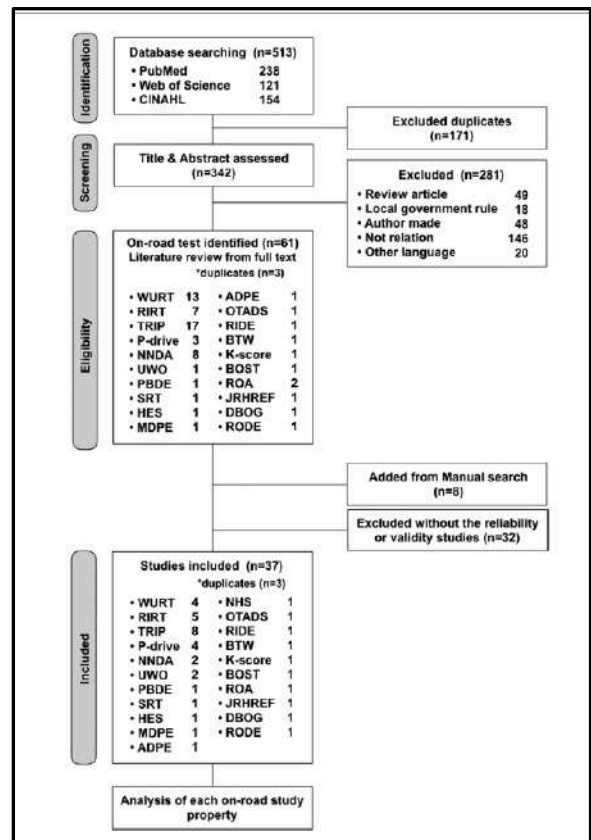 Identification
Database searching (n=513)
• PubMed 238
• Web of Science 121
• CINAHL 154
Excluded duplicates
(n=171)
Screening
Title & Abstract assessed
(n=342)
Excluded (n=281)
• Review article 49
• Local government rule 18
• Author made 48
• Not relation 146
• Other language 20
Eligibility
On-road test identified (n=61)
Literature review from full text
*duplicates (n=3)
• WURT 13 • ADPE 1
• RIRT 7 • OTADS 1
• TRIP 17 • RIDE 1
• P-drive 3 • BTW 1
• NNDA 8 • K-score 1
• UWO 1 • BOST 1
• PBDE 1 • ROA 2
• SRT 1 • JRHREF 1
• HES 1 • DBOG 1
• MDPE 1 • RODE 1
Added from Manual search
(n=8)
Excluded without the reliability
or validity studies (n=32)
Included
Studies included (n=37)
*duplicates (n=3)
• WURT 4 • NHS 1
• RIRT 5 • OTADS 1
• TRIP 8 • RIDE 1
• P-drive 4 • BTW 1
• NNDA 2 • K-score 1
• UWO 2 • BOST 1
• PBDE 1 • ROA 1
• SRT 1 • JRHREF 1
• HES 1 • DBOG 1
• MDPE 1 • RODE 1
• ADPE 1
Analysis of each on-road study
property